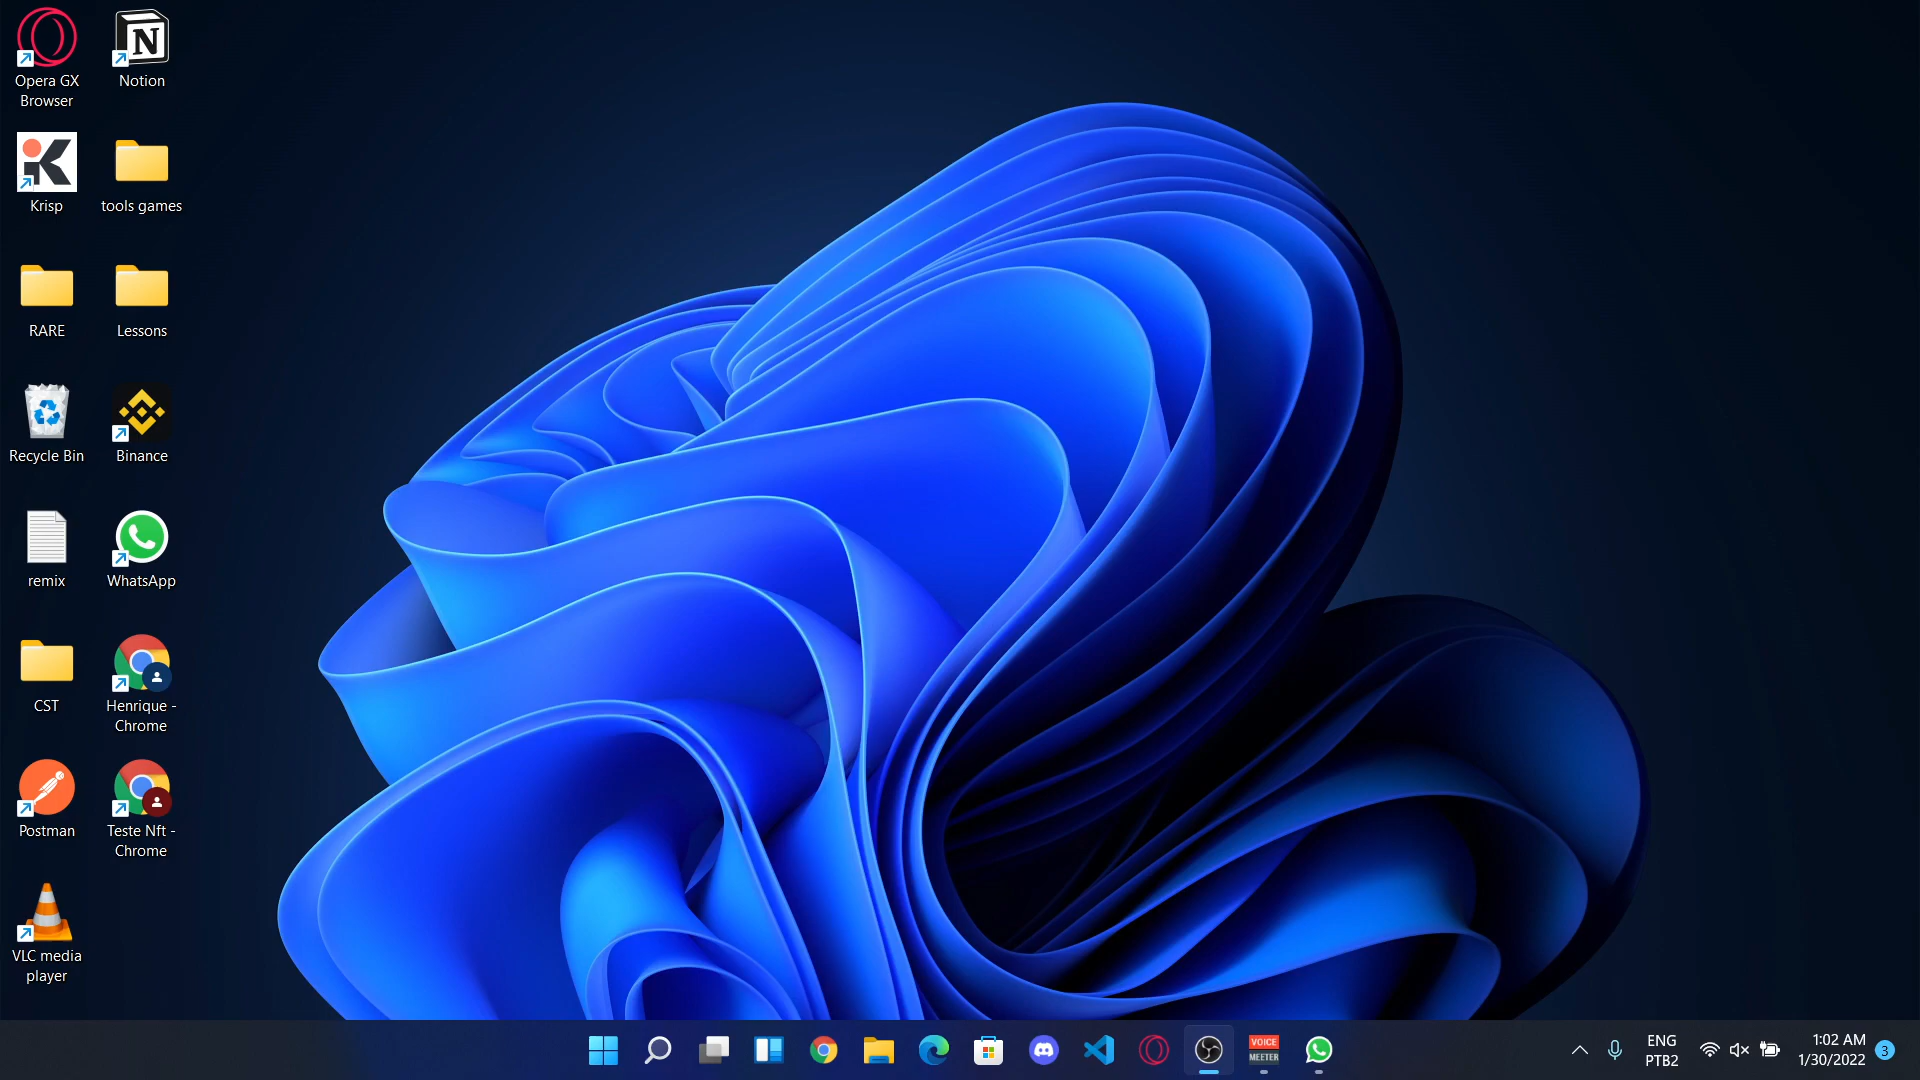 Opera GX
Browser
Notion
Krisp
tools games
RARE
Lessons
Recycle Bin
Binance
remix
WhatsApp
CST
Henrique -
Chrome
Postman
Teste Nft -
Chrome
VLC media
player
VOICE
MEETER
ENG
PTB2
1:02 AM
1/30/2022
3